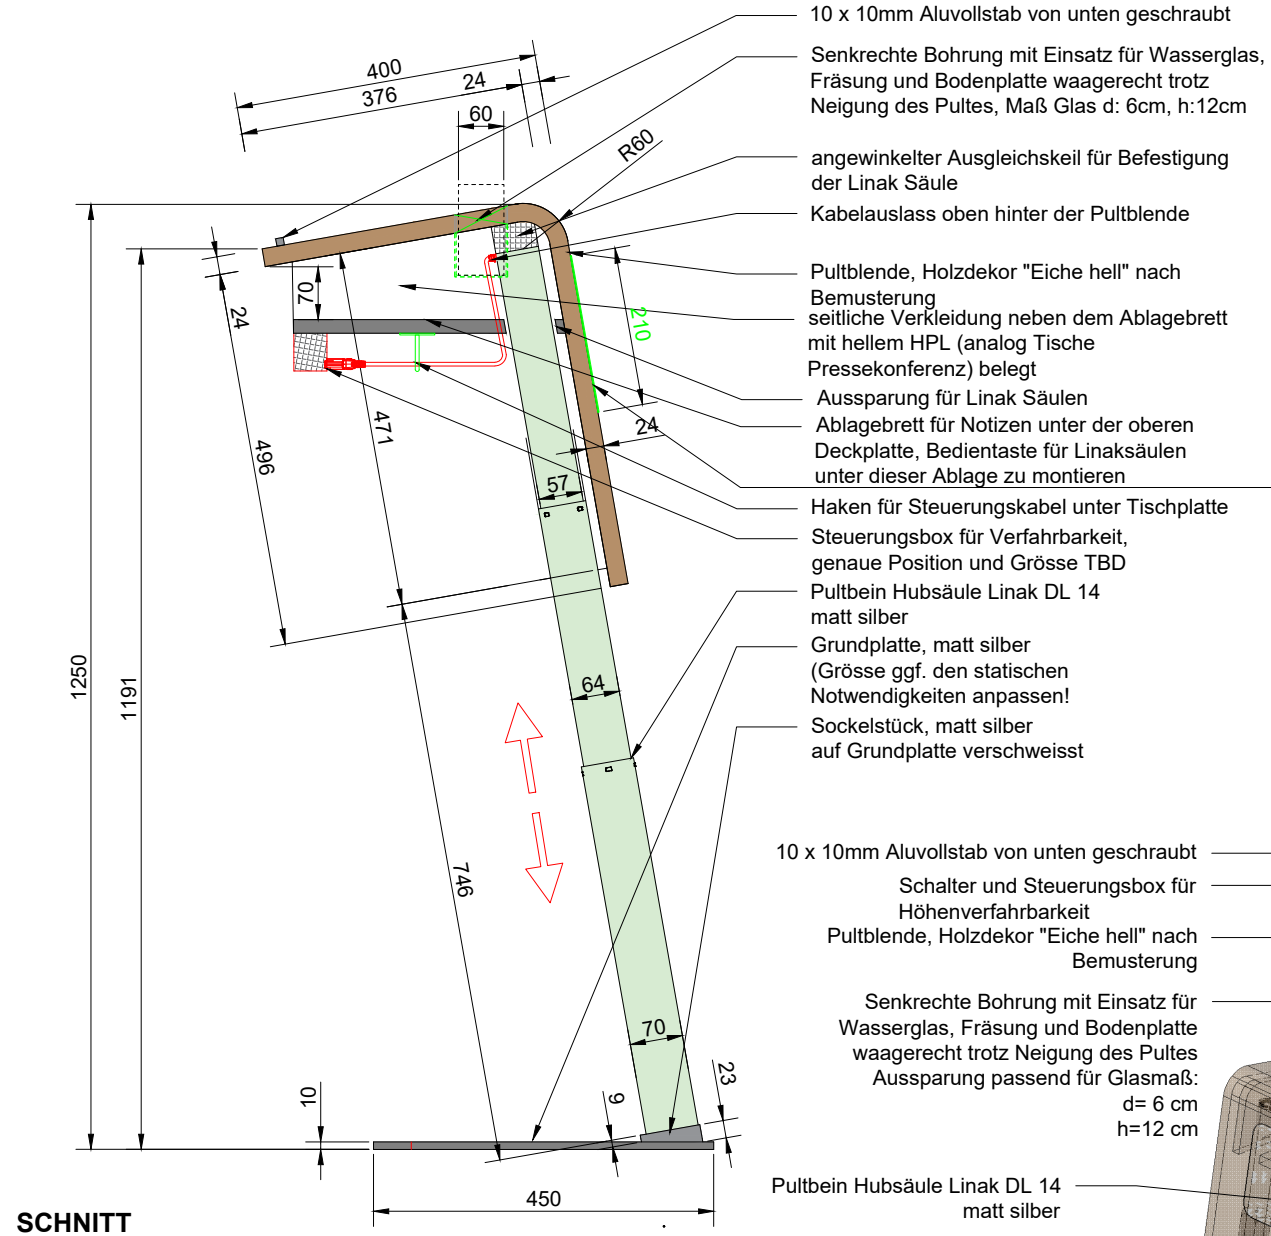 10 x 10mm Aluvollstab von unten geschraubt
Senkrechte Bohrung mit Einsatz für Wasserglas,
Fräsung und Bodenplatte waagerecht trotz
Neigung des Pultes, Maß Glas d: 6cm, h:12cm
angewinkelter Ausgleichskeil für Befestigung
der Linak Säule
Kabelauslass oben hinter der Pultblende
Pultblende, Holzdekor "Eiche hell" nach
Bemusterung
seitliche Verkleidung neben dem Ablagebrett
mit hellem HPL (analog Tische
Pressekonferenz) belegt
Aussparung für Linak Säulen
Ablagebrett für Notizen unter der oberen
Deckplatte, Bedientaste für Linaksäulen
unter dieser Ablage zu montieren
Haken für Steuerungskabel unter Tischplatte
Steuerungsbox für Verfahrbarkeit,
genaue Position und Grösse TBD
Pultbein Hubsäule Linak DL 14
matt silber
Grundplatte, matt silber
(Grösse ggf. den statischen
Notwendigkeiten anpassen!
Sockelstück, matt silber
auf Grundplatte verschweisst
10 x 10mm Aluvollstab von unten geschraubt
Schalter und Steuerungsbox für
Höhenverfahrbarkeit
Pultblende, Holzdekor "Eiche hell" nach
Bemusterung
Senkrechte Bohrung mit Einsatz für
Wasserglas, Fräsung und Bodenplatte
waagerecht trotz Neigung des Pultes
Aussparung passend für Glasmaß:
d= 6 cm
h=12 cm
Pultbein Hubsäule Linak DL 14
matt silber
400
376
24
60
R60
70
24
210
471
496
24
57
1250
1191
64
746
70
23
10
9
450
SCHNITT